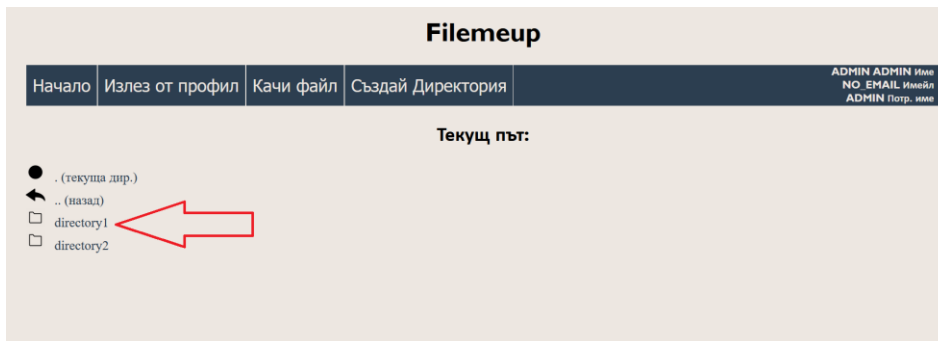 Filemeup
Начало Излез от профил Качи файл Създай Директория
ADMIN ADMIN Име
NO_EMAIL Имейл
ADMIN Потр. име
Текущ път:
. (текуща дир.)
.. (назад)
directory1
directory2